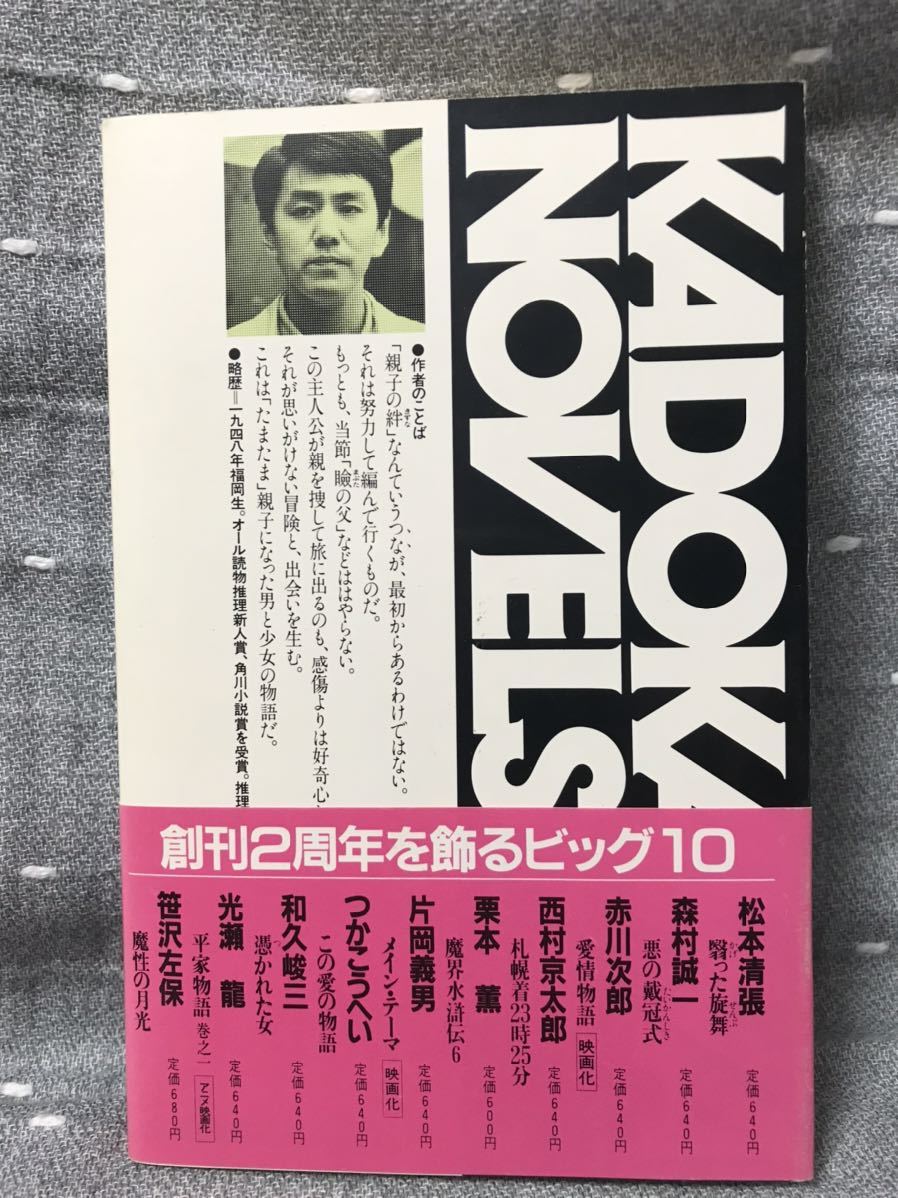 KADOKA
NOVELS
●作者のことば
「親子の絆」なんていうつながが、最初からあるわけではない。
それは努力して編んで行くものだ。
もっとも、当節「瞼の父」などははやらない。
この主人公が親を捜して旅に出るのも、感傷よりは好奇心
それが思いがけない冒険と、出会いを生む。
これは「たまたま」親子になった男と少女の物語だ。
●略歴=一九四八年福岡生。オール読物推理新人賞、角川小説賞を受賞。推理
創刊2周年を飾るビッグ10
松本清張 翳った旋舞 定価640円
森村誠一 悪の戴冠式 定価640円
赤川次郎 愛情物語 映画化 定価640円
西村京太郎 札幌着23時25分 定価640円
栗本 薫 魔界水滸伝6 定価600円
片岡義男 メイン・テーマ 映画化 定価640円
つかこうへい この愛の物語 定価640円
和久峻三 憑かれた女 定価640円
光瀬 龍 平家物語 巻之一 アニメ映画化 定価640円
笹沢左保 魔性の月光 定価680円